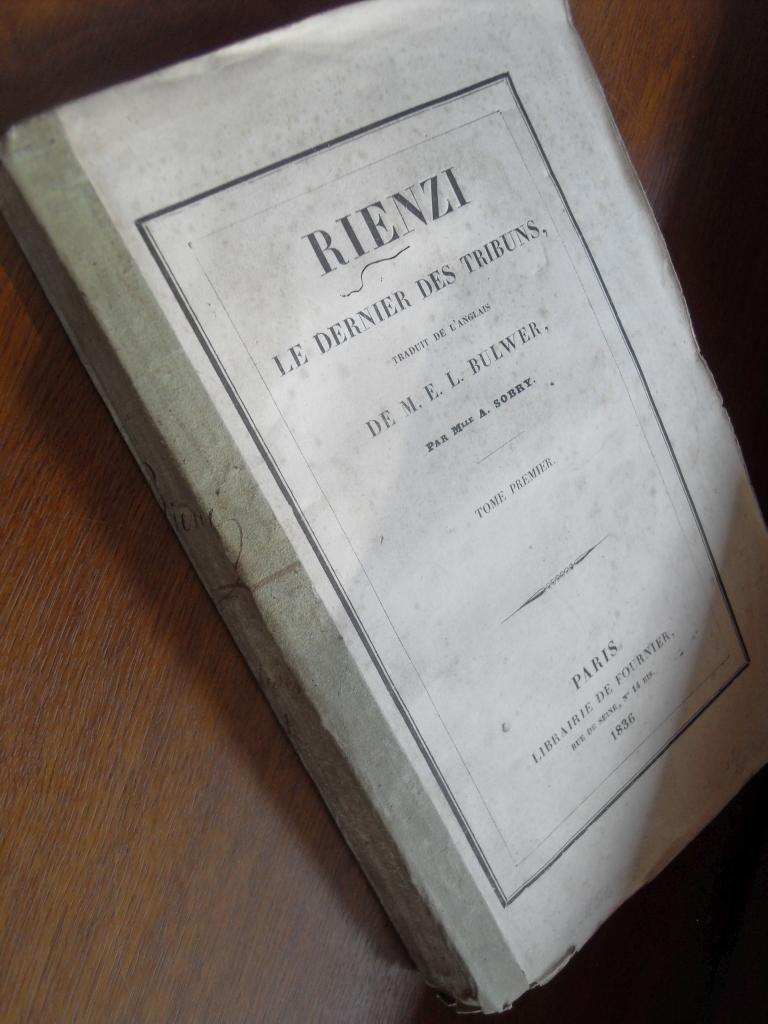 RIENZI
LE DERNIER DES TRIBUNS,
TRADUIT DE L'ANGLAIS
DE M. E. L. BULWER,
PAR MLLE A. SOBRY.
TOME PREMIER.
PARIS
LIBRAIRIE DE FOURNIER,
RUE DE SEINE, N° 14 BIS.
1836